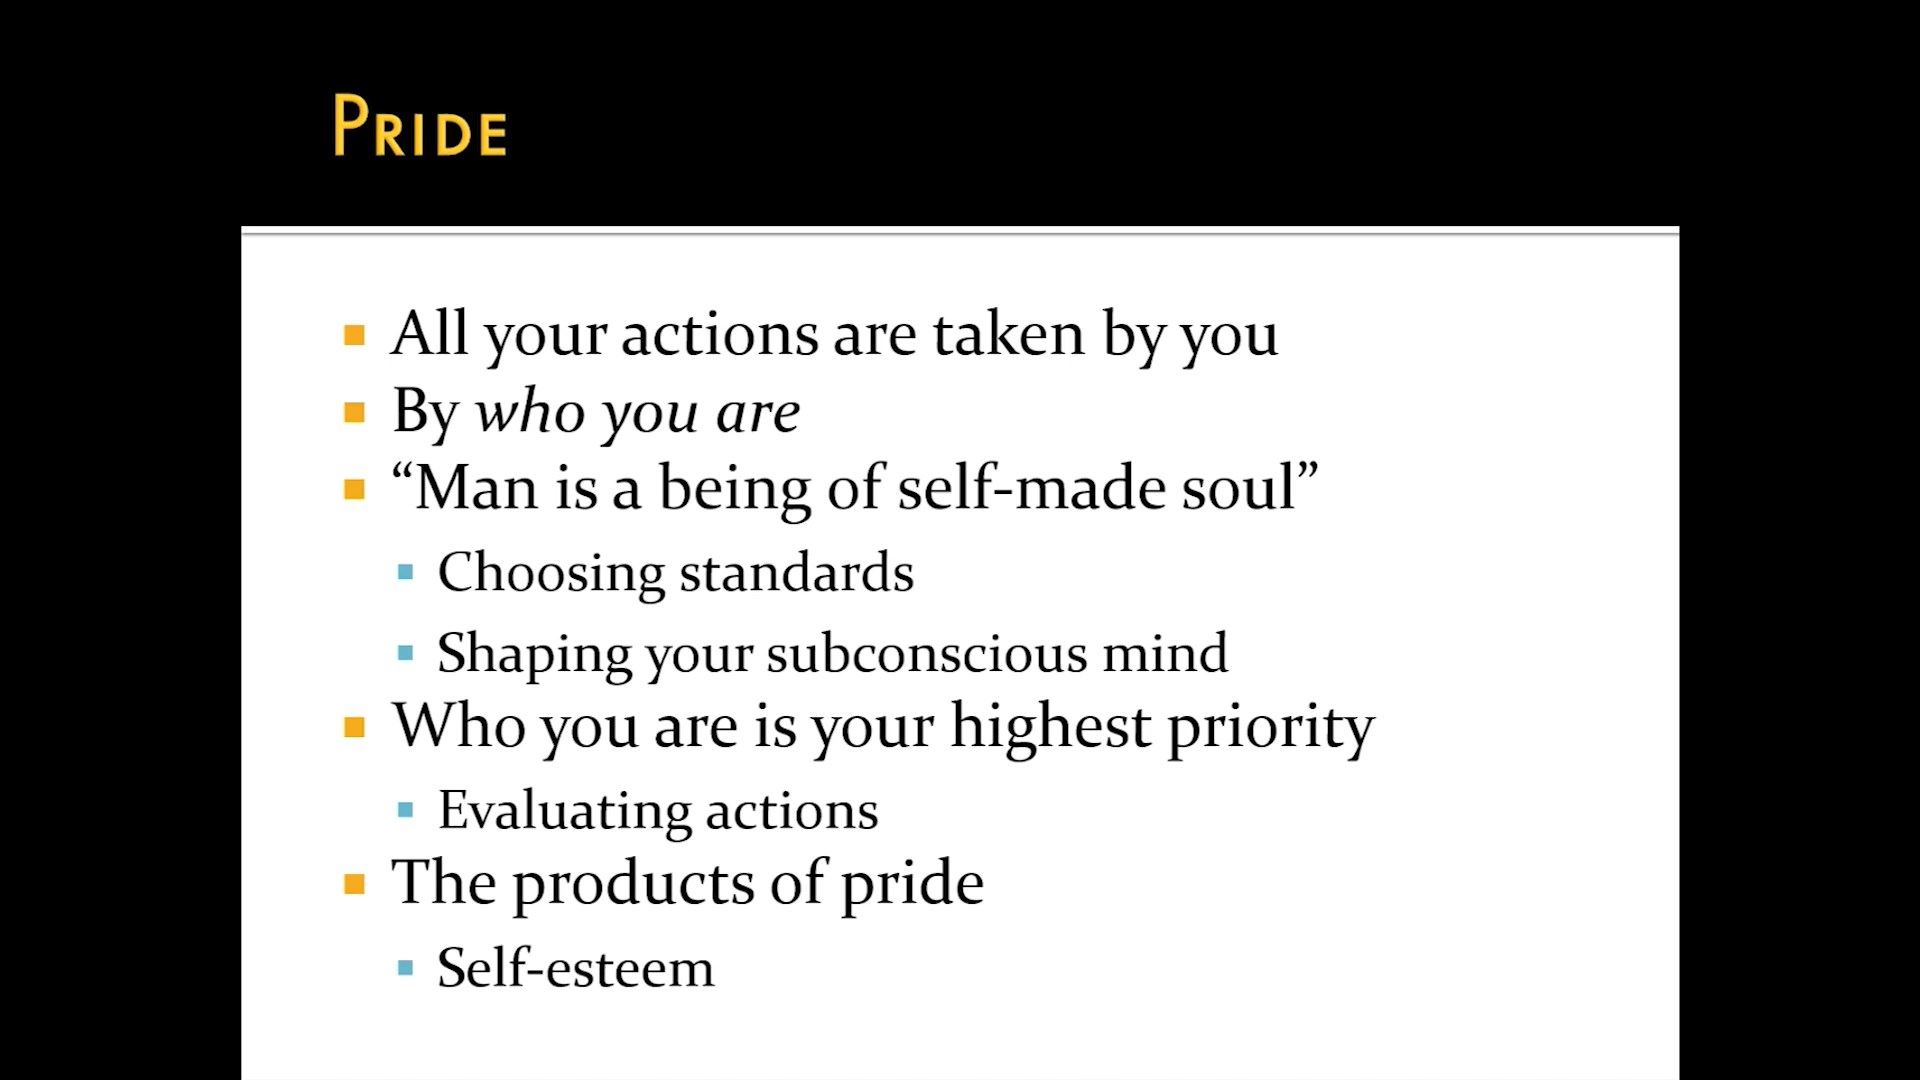 PRIDE
All your actions are taken by you
By who you are
“Man is a being of self-made soul”
Choosing standards
Shaping your subconscious mind
Who you are is your highest priority
Evaluating actions
The products of pride
Self-esteem